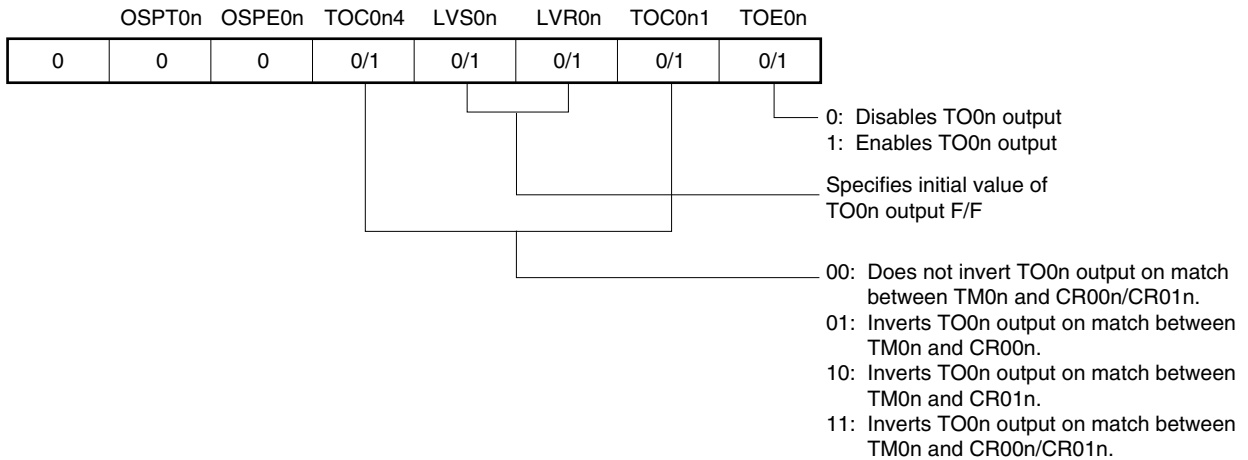 OSPT0n OSPE0n TOC0n4 LVS0n LVR0n TOC0n1 TOE0n
0 0 0 0/1 0/1 0/1 0/1 0/1
0: Disables TO0n output
1: Enables TO0n output
Specifies initial value of
TO0n output F/F
00: Does not invert TO0n output on match
between TM0n and CR00n/CR01n.
01: Inverts TO0n output on match between
TM0n and CR00n.
10: Inverts TO0n output on match between
TM0n and CR01n.
11: Inverts TO0n output on match between
TM0n and CR00n/CR01n.